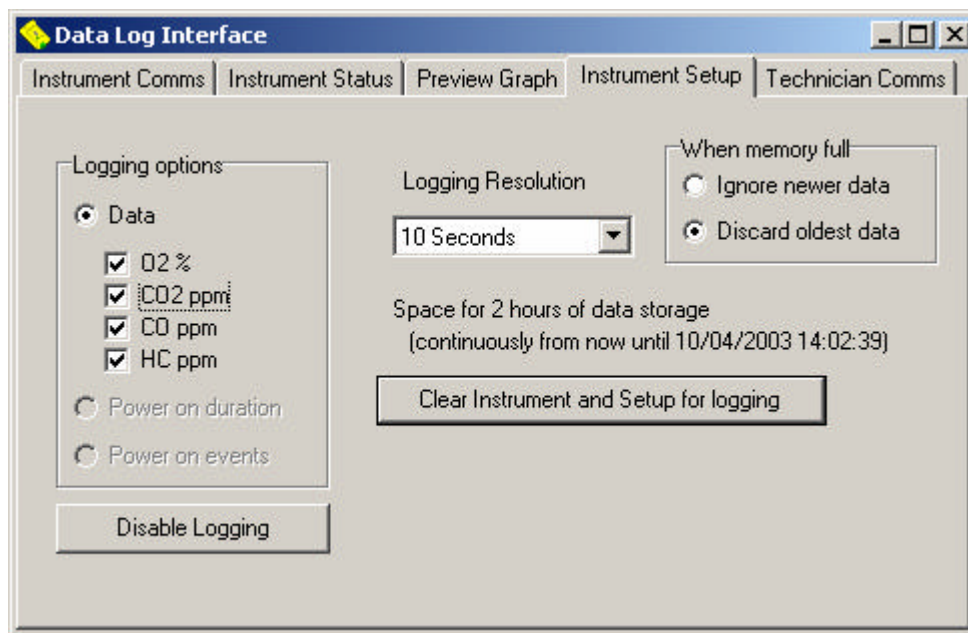 Data Log Interface
Instrument Comms Instrument Status Preview Graph Instrument Setup Technician Comms
Logging options
Data
O2 %
CO2 ppm
CO ppm
HC ppm
Power on duration
Power on events
Disable Logging
Logging Resolution
10 Seconds
When memory full
Ignore newer data
Discard oldest data
Space for 2 hours of data storage
(continuously from now until 10/04/2003 14:02:39)
Clear Instrument and Setup for logging